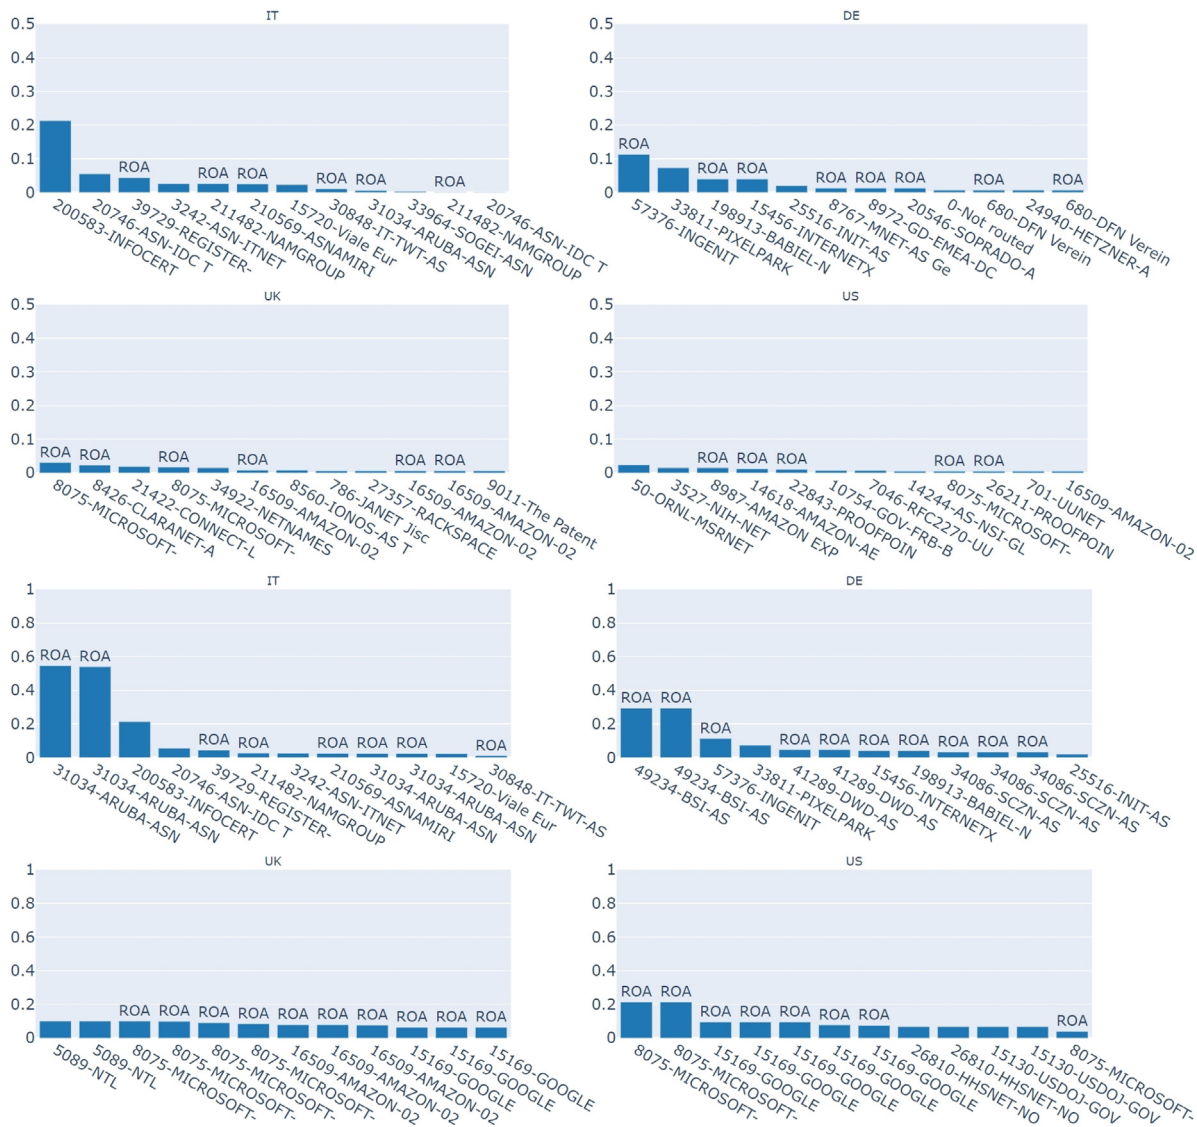 IT
0.5
0.4
0.3
0.2
0.1
0
ROA
ROA
ROA
ROA
ROA
ROA
200583-INFOCERT
20746-ASN-IDC T
39729-REGISTER-
3242-ASN-ITNET
211482-NAMGROUP
210569-ASNAMIRI
15720-Viale Eur
30848-IT-TWT-AS
31034-ARUBA-ASN
33964-SOGEI-ASN
211482-NAMGROUP
20746-ASN-IDC T
DE
0.5
0.4
0.3
0.2
0.1
0
ROA
ROA
ROA
ROA
ROA
ROA
ROA
ROA
57376-INGENIT
33811-PIXELPARK
198913-BABIEL-N
15456-INTERNETX
25516-INIT-AS
8767-MNET-AS Ge
8972-GD-EMEA-DC
20546-SOPRADO-A
0-Not routed
680-DFN Verein
24940-HETZNER-A
680-DFN Verein
UK
0.5
0.4
0.3
0.2
0.1
0
ROA
ROA
ROA
ROA
ROA
ROA
8075-MICROSOFT-
8426-CLARANET-A
21422-CONNECT-L
8075-MICROSOFT-
34922-NETNAMES
16509-AMAZON-02
8560-IONOS-AS T
786-JANET Jisc
27357-RACKSPACE
16509-AMAZON-02
16509-AMAZON-02
9011-The Patent
US
0.5
0.4
0.3
0.2
0.1
0
ROA
ROA
ROA
ROA
ROA
50-ORNL-MSRNET
3527-NIH-NET
8987-AMAZON EXP
14618-AMAZON-AE
22843-PROOFPOIN
10754-GOV-FRB-B
7046-RFC2270-UU
14244-AS-NSI-GL
8075-MICROSOFT-
26211-PROOFPOIN
701-UUNET
16509-AMAZON-02
IT
1
0.8
0.6
0.4
0.2
0
ROA
ROA
ROA
ROA
ROA
ROA
ROA
ROA
31034-ARUBA-ASN
31034-ARUBA-ASN
200583-INFOCERT
20746-ASN-IDC T
39729-REGISTER-
211482-NAMGROUP
3242-ASN-ITNET
210569-ASNAMIRI
31034-ARUBA-ASN
31034-ARUBA-ASN
15720-Viale Eur
30848-IT-TWT-AS
DE
1
0.8
0.6
0.4
0.2
0
ROA
ROA
ROA
ROA
ROA
ROA
ROA
ROA
ROA
ROA
49234-BSI-AS
49234-BSI-AS
57376-INGENIT
33811-PIXELPARK
41289-DWD-AS
41289-DWD-AS
15456-INTERNETX
198913-BABIEL-N
34086-SCZN-AS
34086-SCZN-AS
34086-SCZN-AS
25516-INIT-AS
UK
1
0.8
0.6
0.4
0.2
0
ROA
ROA
ROA
ROA
ROA
ROA
ROA
ROA
ROA
ROA
5089-NTL
5089-NTL
8075-MICROSOFT-
8075-MICROSOFT-
8075-MICROSOFT-
8075-MICROSOFT-
16509-AMAZON-02
16509-AMAZON-02
16509-AMAZON-02
15169-GOOGLE
15169-GOOGLE
15169-GOOGLE
US
1
0.8
0.6
0.4
0.2
0
ROA
ROA
ROA
ROA
ROA
ROA
ROA
ROA
8075-MICROSOFT-
8075-MICROSOFT-
15169-GOOGLE
15169-GOOGLE
15169-GOOGLE
15169-GOOGLE
15169-GOOGLE
26810-HHSNET-NO
26810-HHSNET-NO
15130-USDOJ-GOV
15130-USDOJ-GOV
8075-MICROSOFT-